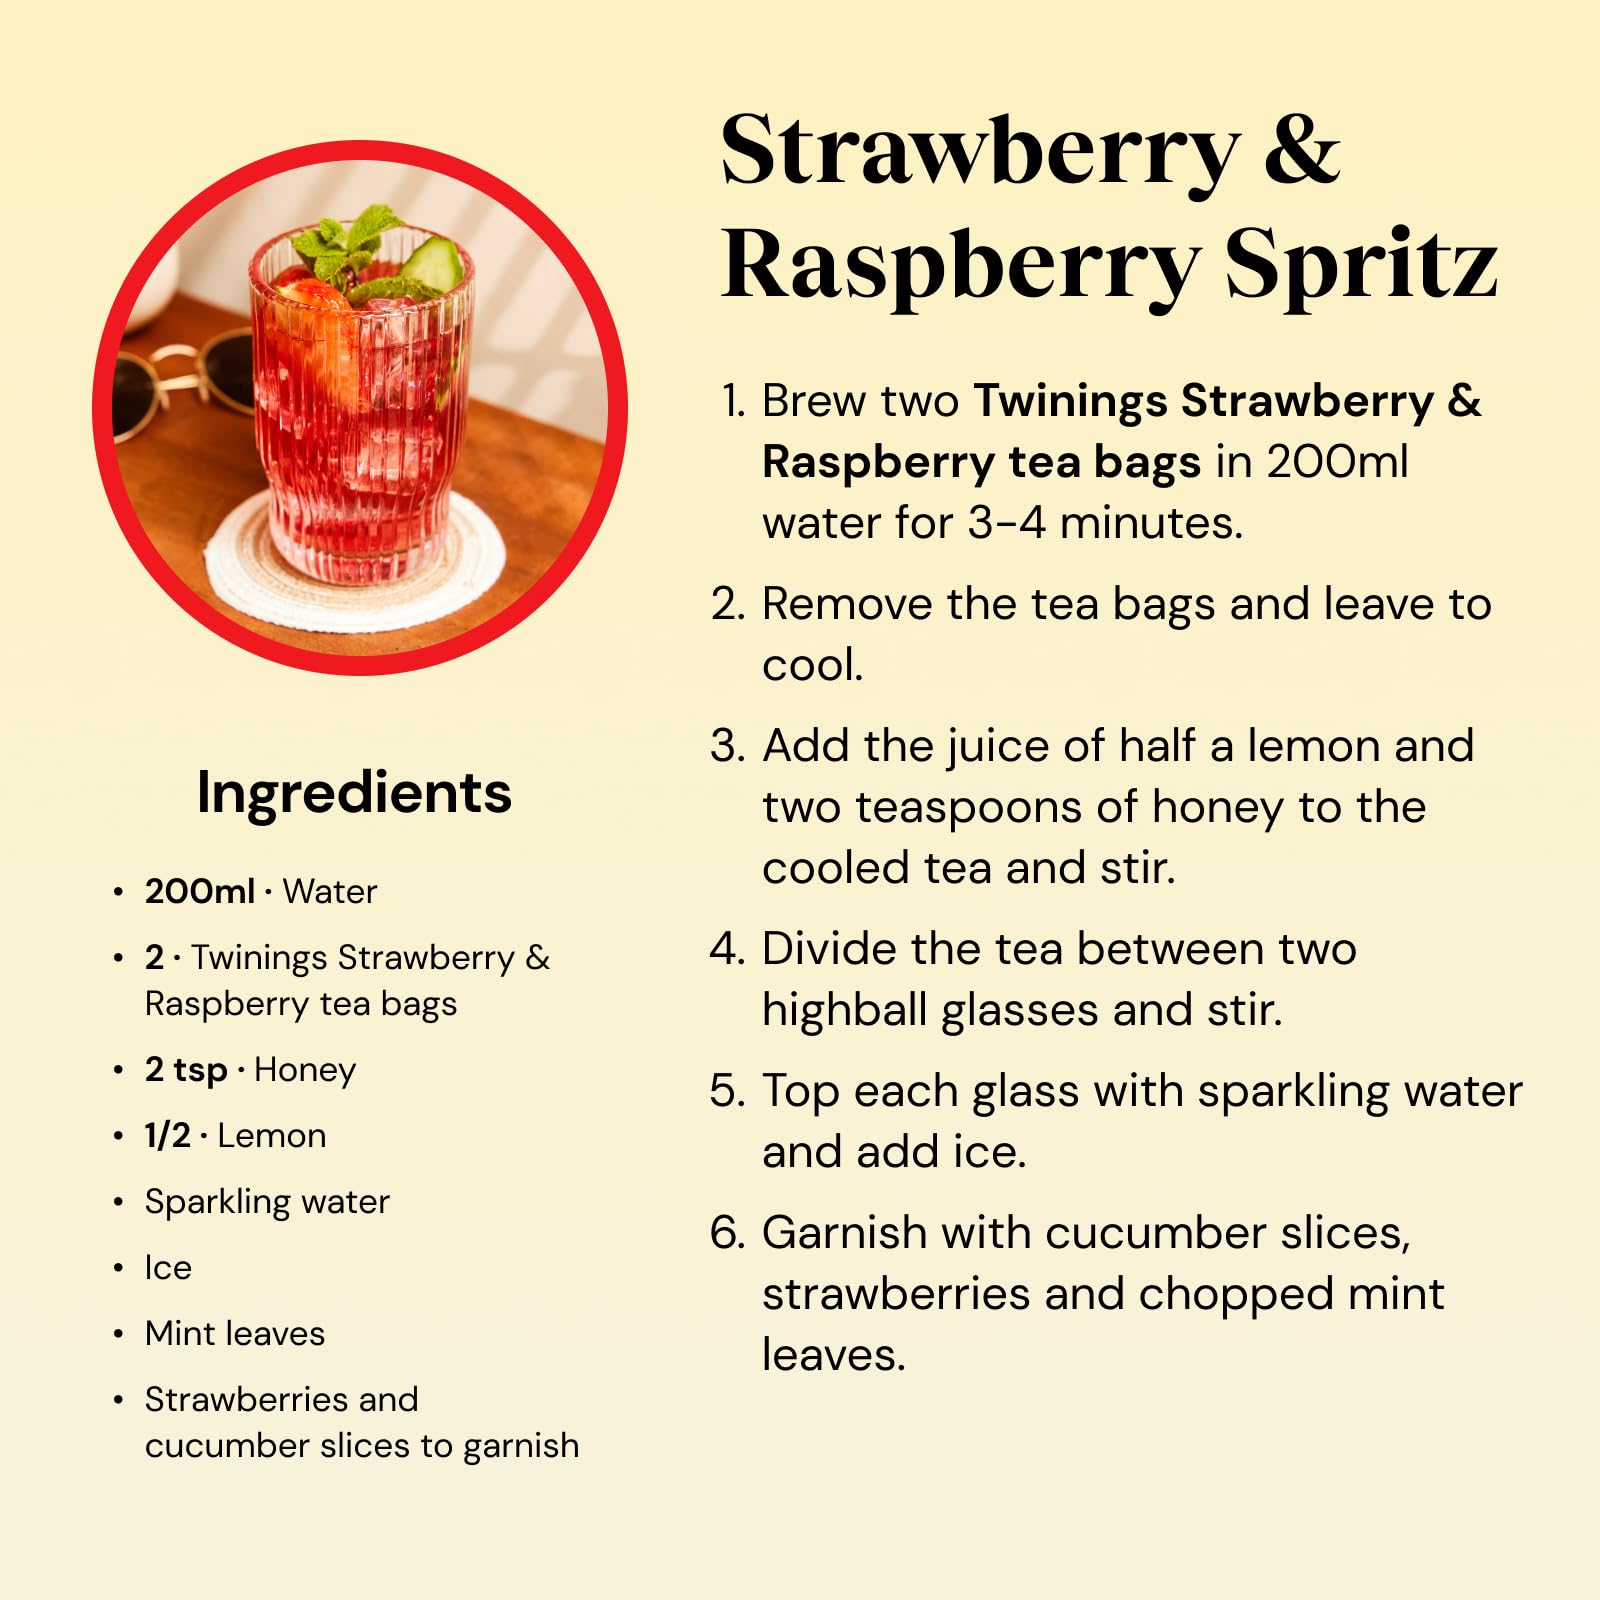 Strawberry &
Raspberry Spritz
1. Brew two Twinings Strawberry &
Raspberry tea bags in 200ml
water for 3-4 minutes.
2. Remove the tea bags and leave to
cool.
3. Add the juice of half a lemon and
two teaspoons of honey to the
cooled tea and stir.
4. Divide the tea between two
highball glasses and stir.
5. Top each glass with sparkling water
and add ice.
6. Garnish with cucumber slices,
strawberries and chopped mint
leaves.
Ingredients
• 200ml · Water
• 2 · Twinings Strawberry &
Raspberry tea bags
• 2 tsp · Honey
• 1/2 · Lemon
• Sparkling water
• Ice
• Mint leaves
• Strawberries and
cucumber slices to garnish